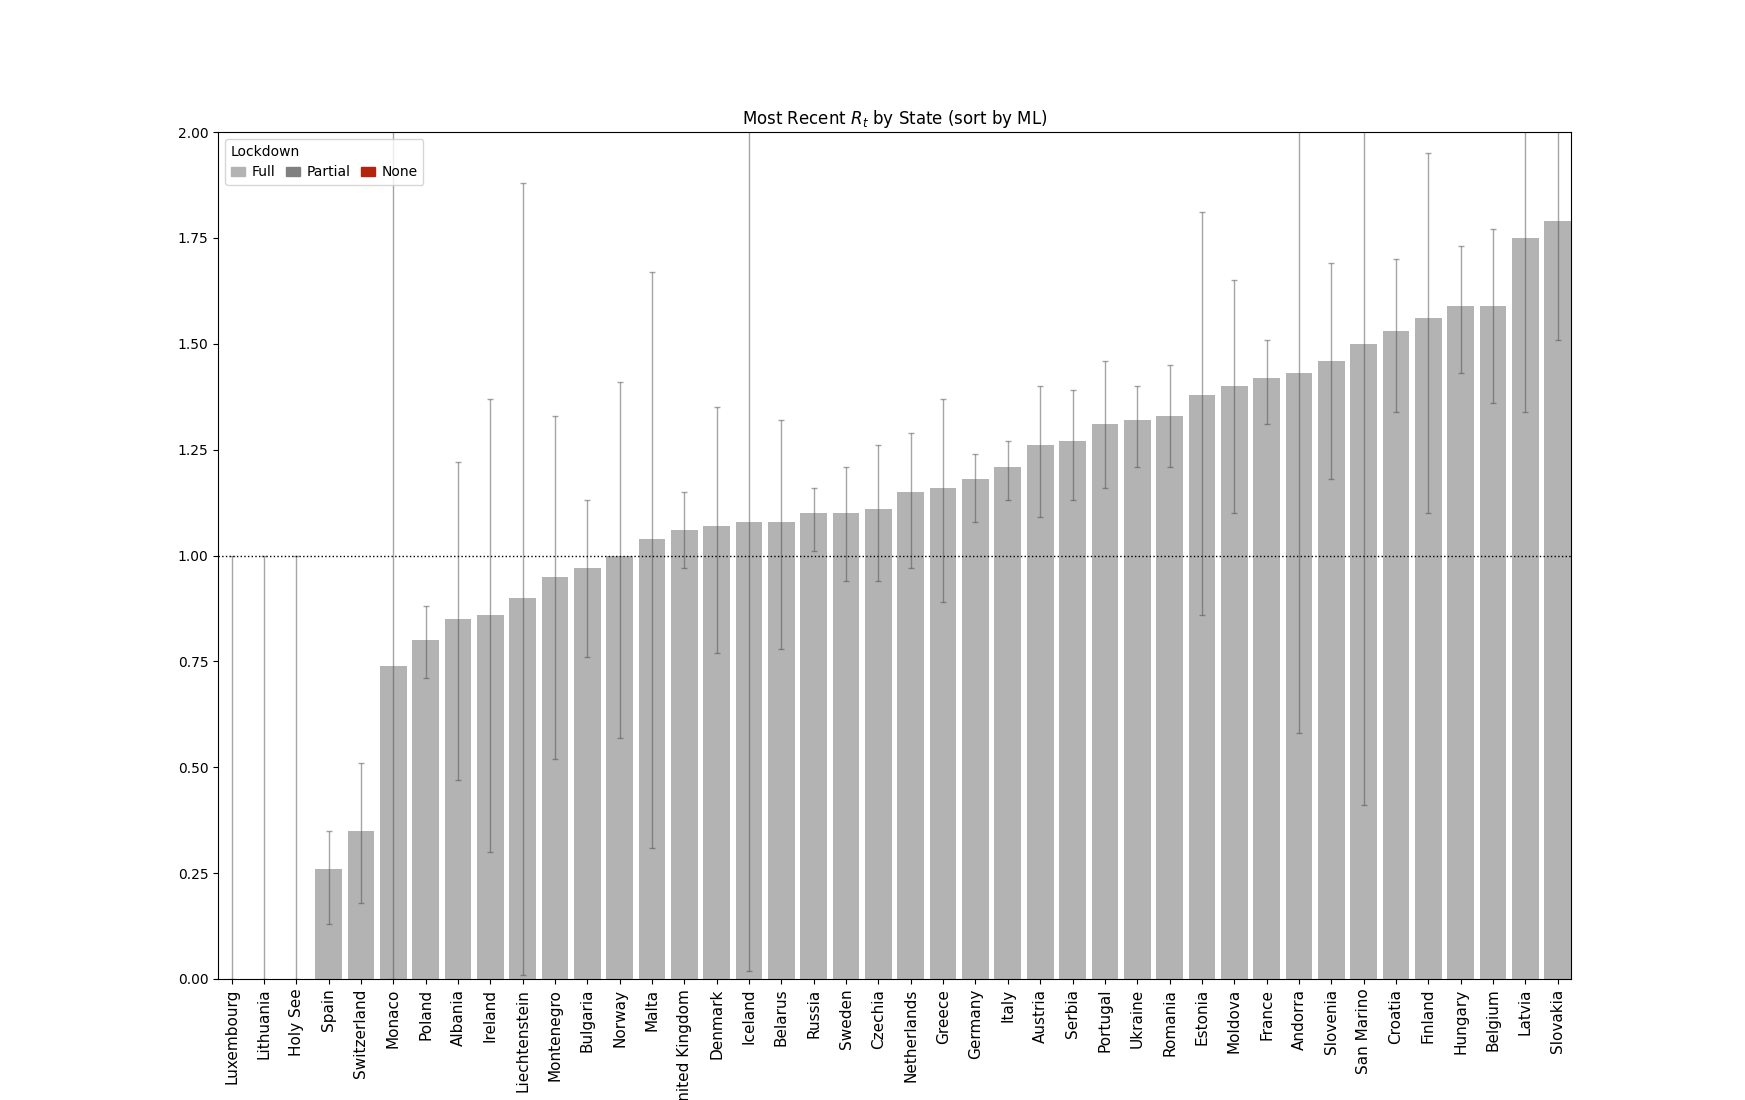 Most Recent R_t by State (sort by ML)
2.00
Lockdown
Full Partial None
1.75
1.50
1.25
1.00
0.75
0.50
0.25
0.00
Luxembourg
Lithuania
Holy See
Spain
Switzerland
Monaco
Poland
Albania
Ireland
Liechtenstein
Montenegro
Bulgaria
Norway
Malta
nited Kingdom
Denmark
Iceland
Belarus
Russia
Sweden
Czechia
Netherlands
Greece
Germany
Italy
Austria
Serbia
Portugal
Ukraine
Romania
Estonia
Moldova
France
Andorra
Slovenia
San Marino
Croatia
Finland
Hungary
Belgium
Latvia
Slovakia